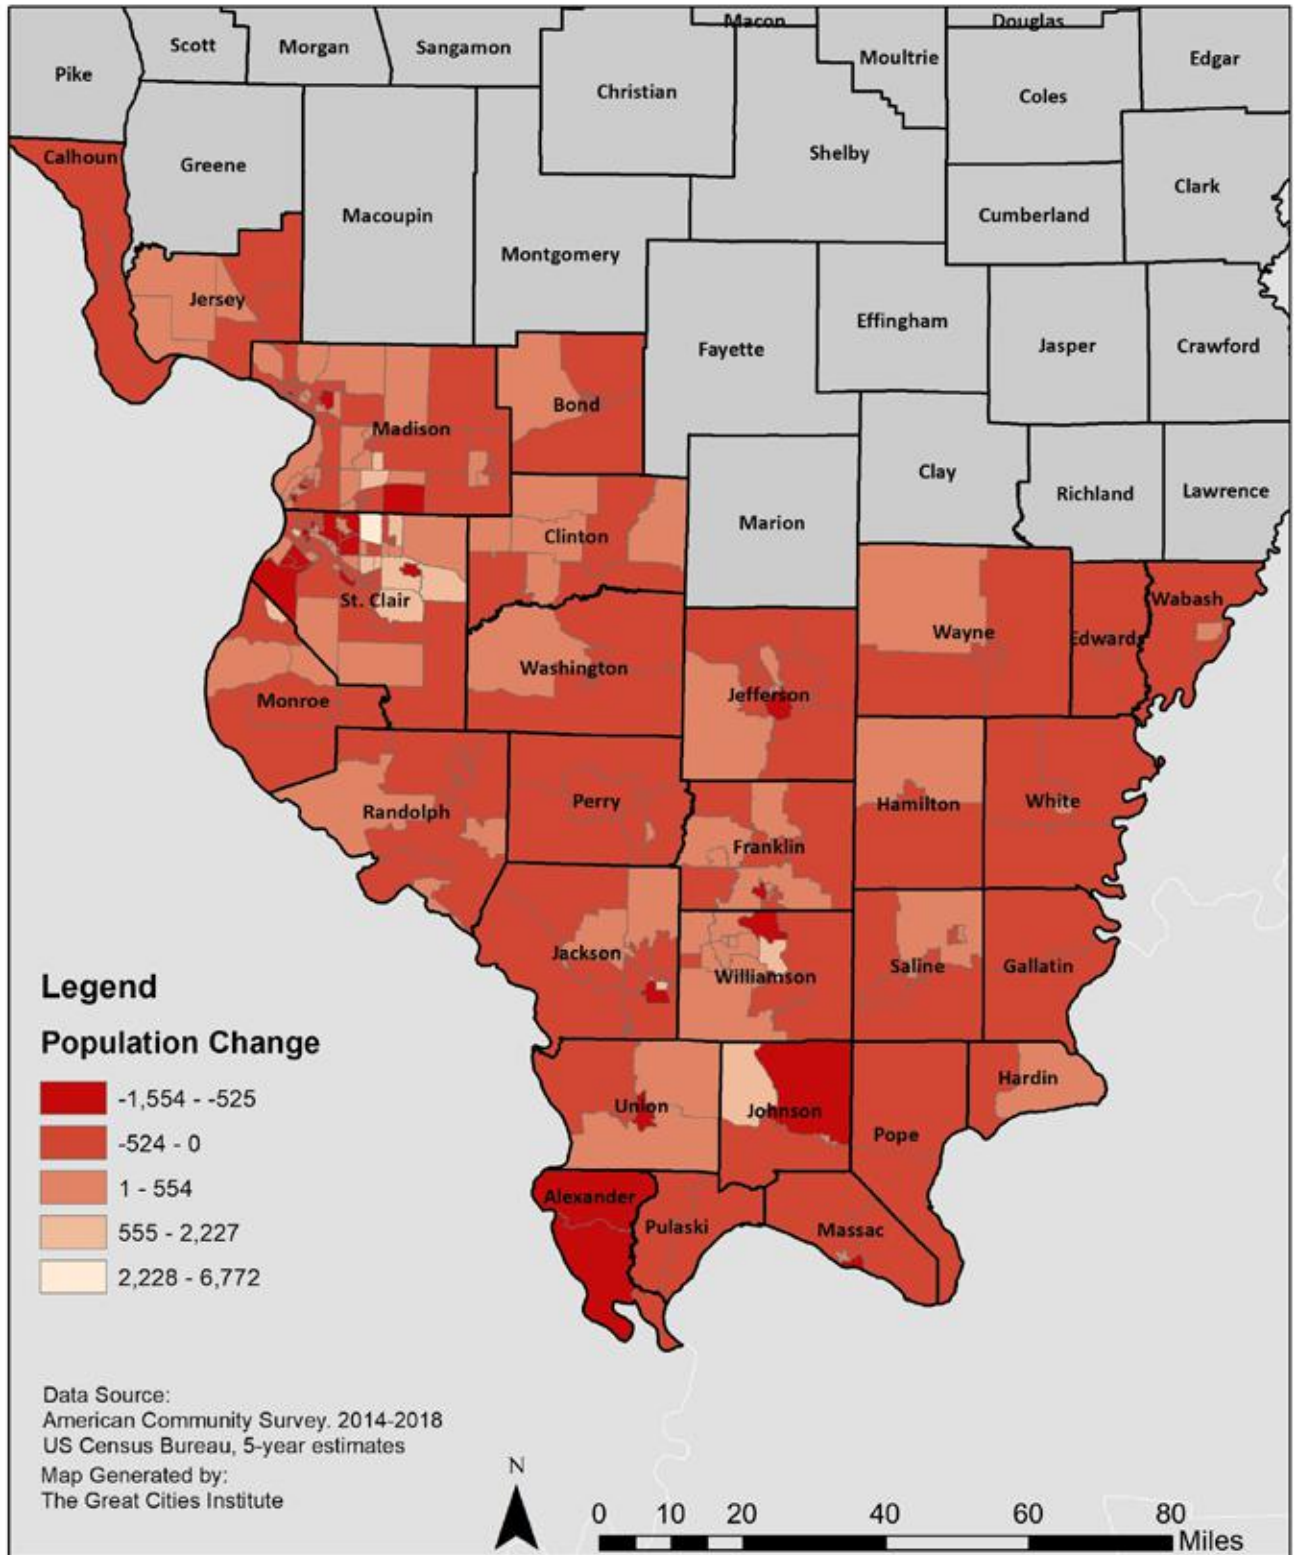 Macon
Douglas
Scott
Morgan
Sangamon
Moultrie
Edgar
Pike
Christian
Coles
Calhoun
Greene
Shelby
Clark
Macoupin
Cumberland
Montgomery
Jersey
Effingham
Fayette
Jasper
Crawford
Bond
Madison
Clay
Richland
Lawrence
Marion
Clinton
St. Clair
Wabash
Wayne
Edwards
Washington
Jefferson
Monroe
Randolph
Perry
Hamilton
White
Franklin
Jackson
Williamson
Saline
Gallatin
Hardin
Union
Johnson
Pope
Alexander
Pulaski
Massac
Legend
Population Change
-1,554 - -525
-524 - 0
1 - 554
555 - 2,227
2,228 - 6,772
Data Source:
American Community Survey. 2014-2018
US Census Bureau, 5-year estimates
Map Generated by:
The Great Cities Institute
N
0 10 20 40 60 80
Miles